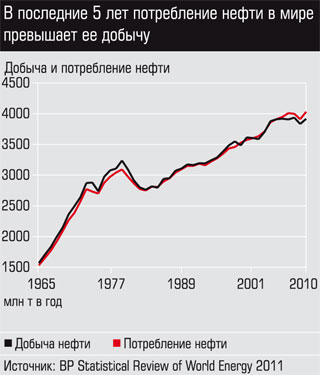 В последние 5 лет потребление нефти в мире
превышает ее добычу
Добыча и потребление нефти
4500
4000
3500
3000
2500
2000
1500
1965 1977 1989 2001 2010
млн т в год
Добыча нефти Потребление нефти
Источник: BP Statistical Review of World Energy 2011